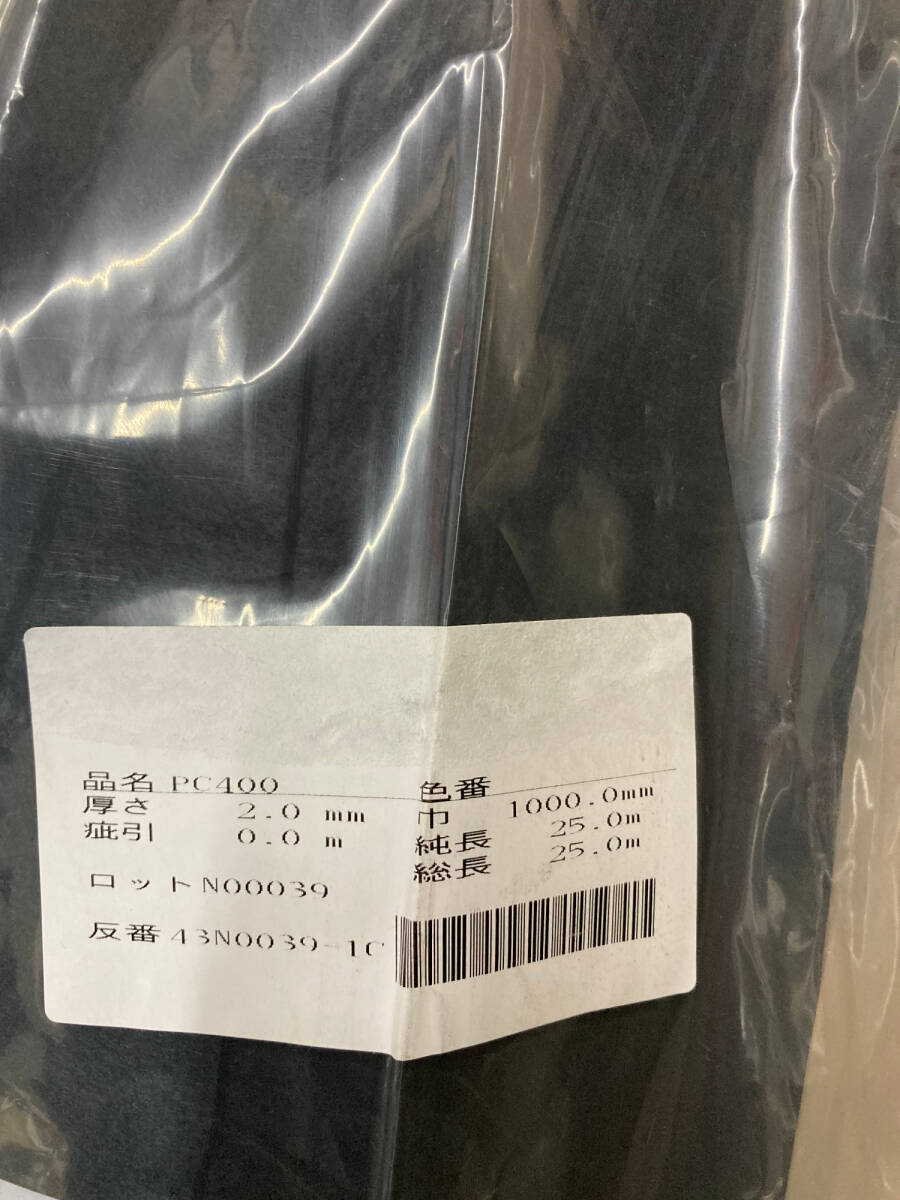 品名 PC400 色番
厚さ 2.0 mm 巾 1000.0mm
疵引 0.0 m 純長 25.0m
総長 25.0m
ロットN00039
反番 43N0039-1C